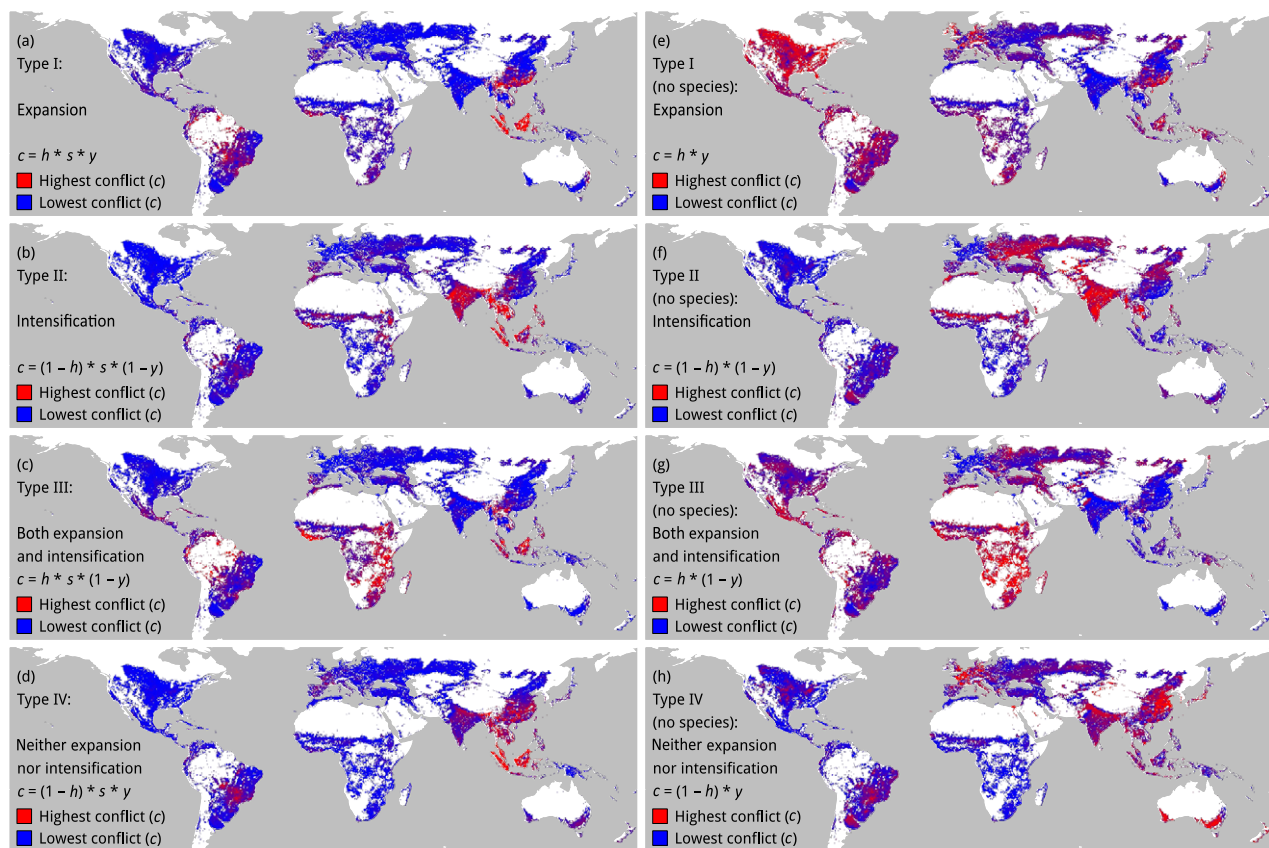 (a)
Type I:
Expansion
c = h * s * y
Highest conflict (c)
Lowest conflict (c)
(b)
Type II:
Intensification
c = (1 – h) * s * (1 – y)
Highest conflict (c)
Lowest conflict (c)
(c)
Type III:
Both expansion
and intensification
c = h * s * (1 – y)
Highest conflict (c)
Lowest conflict (c)
(d)
Type IV:
Neither expansion
nor intensification
c = (1 – h) * s * y
Highest conflict (c)
Lowest conflict (c)
(e)
Type I
(no species):
Expansion
c = h * y
Highest conflict (c)
Lowest conflict (c)
(f)
Type II
(no species):
Intensification
c = (1 – h) * (1 – y)
Highest conflict (c)
Lowest conflict (c)
(g)
Type III
(no species):
Both expansion
and intensification
c = h * (1 – y)
Highest conflict (c)
Lowest conflict (c)
(h)
Type IV
(no species):
Neither expansion
nor intensification
c = (1 – h) * y
Highest conflict (c)
Lowest conflict (c)